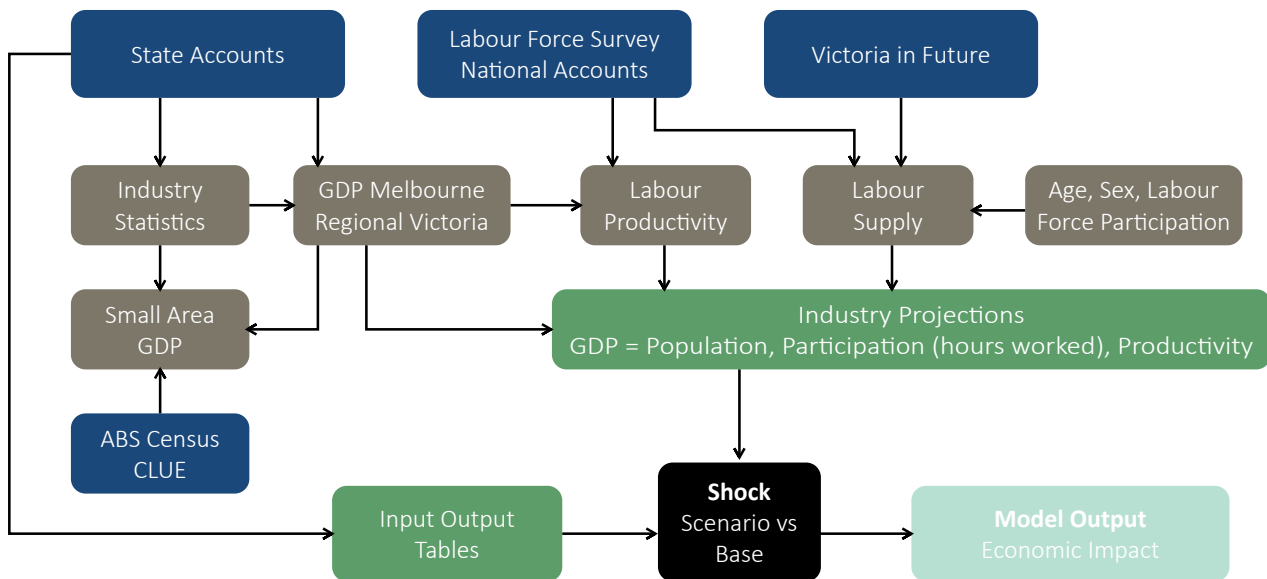 State Accounts
Labour Force Survey
National Accounts
Victoria in Future
Industry
Statistics
GDP Melbourne
Regional Victoria
Labour
Productivity
Labour
Supply
Age, Sex, Labour
Force Participation
Small Area
GDP
Industry Projections
GDP = Population, Participation (hours worked), Productivity
ABS Census
CLUE
Input Output
Tables
Shock
Scenario vs
Base
Model Output
Economic Impact